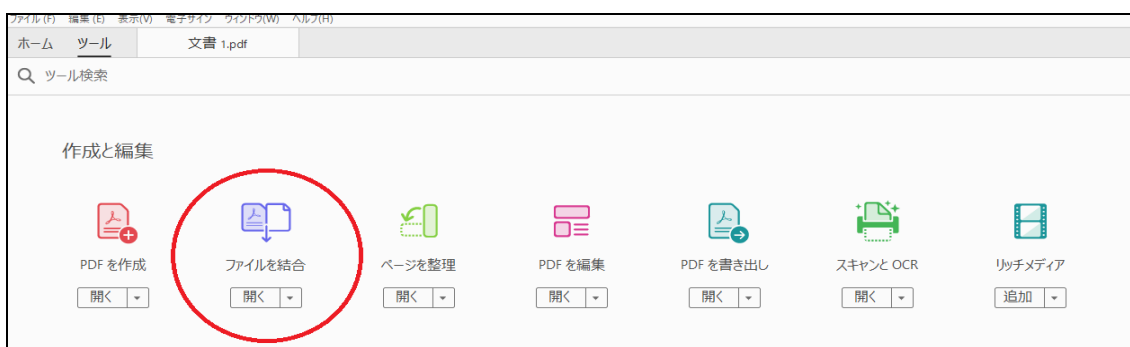 ファイル(F) 編集(E) 表示(V) 電子サイン ウィンドウ(W) ヘルプ(H)
ホーム ツール 文書 1.pdf
ツール検索
作成と編集
PDF を作成 ファイルを結合 ページを整理 PDF を編集 PDF を書き出し スキャンと OCR リッチメディア
開く 開く 開く 開く 開く 開く 追加